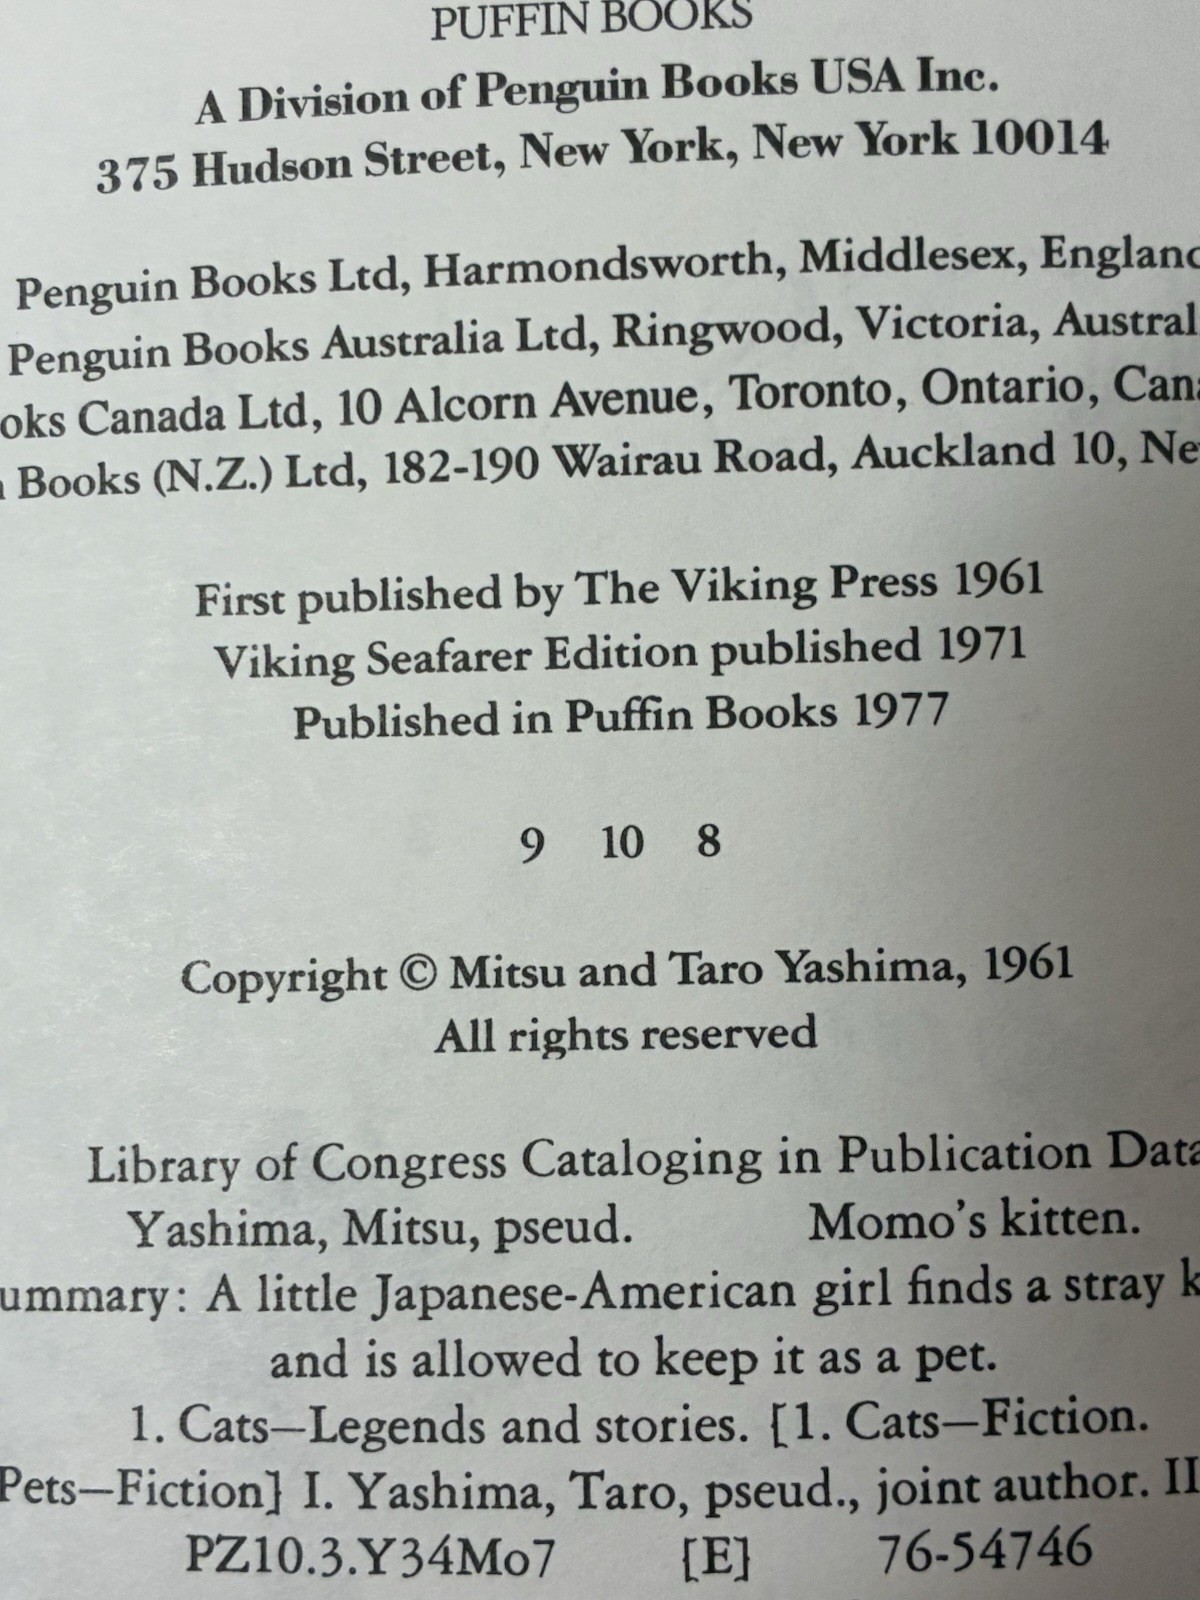 PUFFIN BOOKS
A Division of Penguin Books USA Inc.
375 Hudson Street, New York, New York 10014
Penguin Books Ltd, Harmondsworth, Middlesex, England
Penguin Books Australia Ltd, Ringwood, Victoria, Austral
oks Canada Ltd, 10 Alcorn Avenue, Toronto, Ontario, Cana
Books (N.Z.) Ltd, 182-190 Wairau Road, Auckland 10, Ne
First published by The Viking Press 1961
Viking Seafarer Edition published 1971
Published in Puffin Books 1977
9 10 8
Copyright © Mitsu and Taro Yashima, 1961
All rights reserved
Library of Congress Cataloging in Publication Data
Yashima, Mitsu, pseud. Momo's kitten.
ummary: A little Japanese-American girl finds a stray k
and is allowed to keep it as a pet.
1. Cats—Legends and stories. [1. Cats—Fiction.
Pets—Fiction] I. Yashima, Taro, pseud., joint author. II
PZ10.3.Y34Mo7 [E] 76-54746